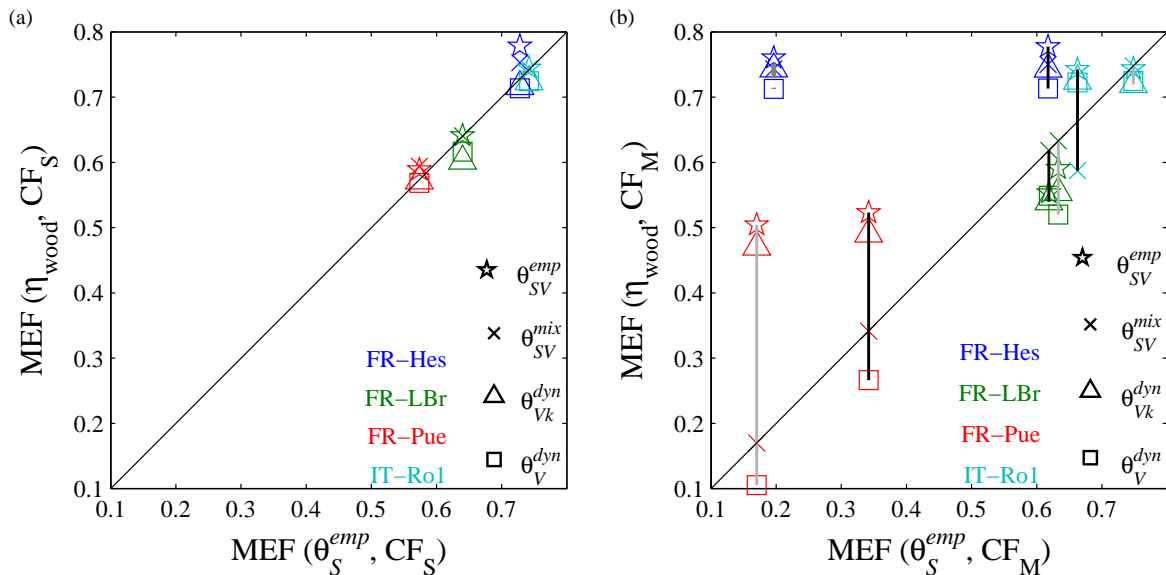 (a)
0.8
0.7
0.6
0.5
0.4
0.3
0.2
0.1
MEF (η_wood, CF_S)
θ_SV^emp
θ_SV^mix
θ_Vk^dyn
θ_V^dyn
FR−Hes
FR−LBr
FR−Pue
IT−Ro1
0.1 0.2 0.3 0.4 0.5 0.6 0.7
MEF (θ_S^emp, CF_S)
(b)
0.8
0.7
0.6
0.5
0.4
0.3
0.2
0.1
MEF (η_wood, CF_M)
θ_SV^emp
θ_SV^mix
θ_Vk^dyn
θ_V^dyn
FR−Hes
FR−LBr
FR−Pue
IT−Ro1
0.1 0.2 0.3 0.4 0.5 0.6 0.7
MEF (θ_S^emp, CF_M)